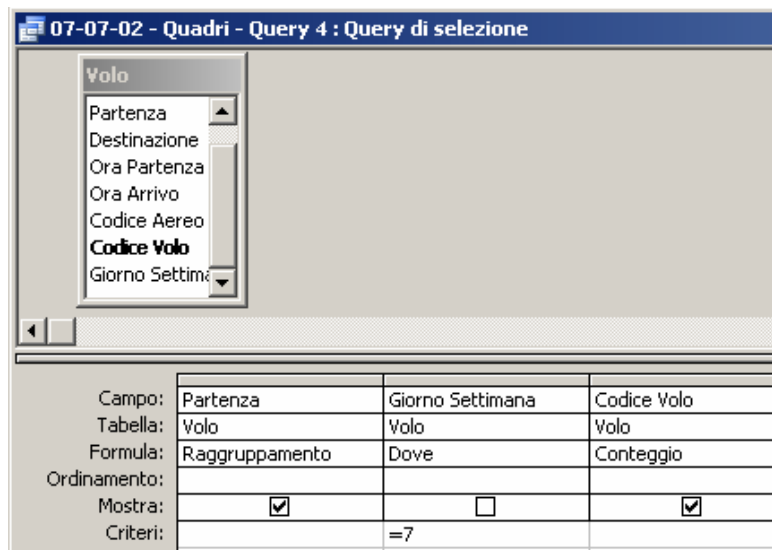 07-07-02 - Quadri - Query 4 : Query di selezione
Volo
Partenza
Destinazione
Ora Partenza
Ora Arrivo
Codice Aereo
Codice Volo
Giorno Settima
Campo: Partenza Giorno Settimana Codice Volo
Tabella: Volo Volo Volo
Formula: Raggruppamento Dove Conteggio
Ordinamento:
Mostra:
Criteri: =7